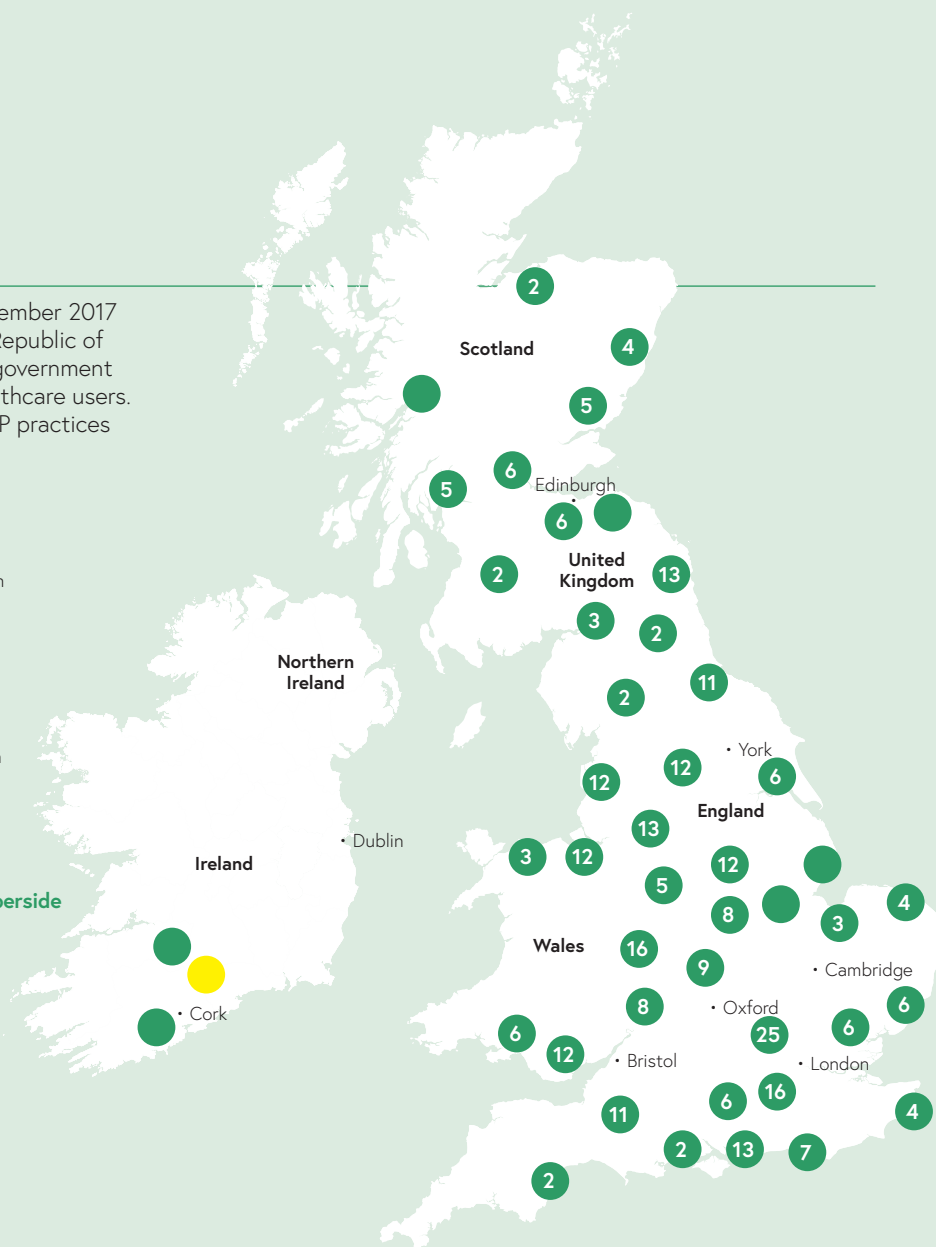 2
ember 2017
Republic of
Scotland
4
government
thcare users.
5
P practices
6
5
Edinburgh
6
n
United
Kingdom
2
13
3
2
Northern
Ireland
11
2
York
12
6
12
England
13
Dublin
3
12
12
Ireland
5
perside
4
8
3
Wales
16
9
Cambridge
8
Oxford
6
Cork
6
6
25
12
Bristol
London
16
6
4
11
2
13
7
2